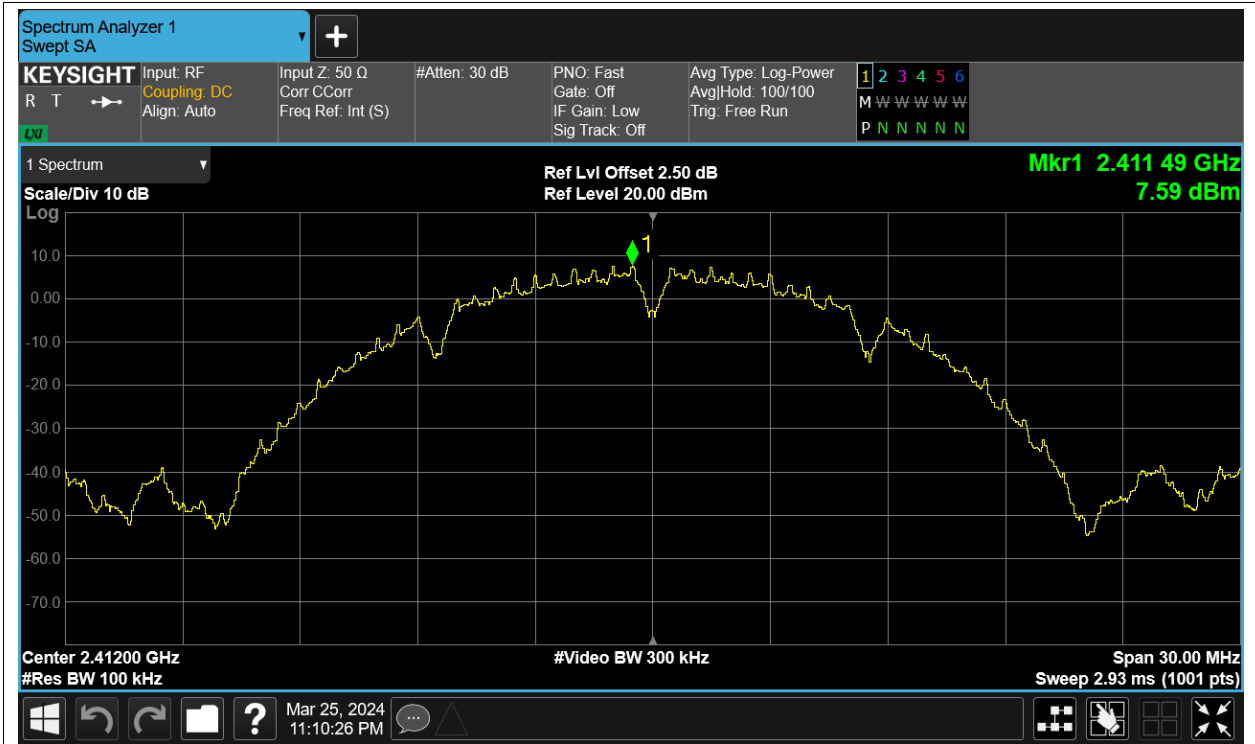 Spectrum Analyzer 1
Swept SA
+
KEYSIGHT
R T
LXI
Input: RF
Coupling: DC
Align: Auto
Input Z: 50 Ω
Corr CCorr
Freq Ref: Int (S)
#Atten: 30 dB
PNO: Fast
Gate: Off
IF Gain: Low
Sig Track: Off
Avg Type: Log-Power
Avg|Hold: 100/100
Trig: Free Run
1 2 3 4 5 6
M W W W W W
P N N N N N
1 Spectrum
Scale/Div 10 dB
Log
Ref Lvl Offset 2.50 dB
Ref Level 20.00 dBm
Mkr1 2.411 49 GHz
7.59 dBm
1
10.0
0.00
-10.0
-20.0
-30.0
-40.0
-50.0
-60.0
-70.0
Center 2.41200 GHz
#Res BW 100 kHz
#Video BW 300 kHz
Span 30.00 MHz
Sweep 2.93 ms (1001 pts)
?
Mar 25, 2024
11:10:26 PM